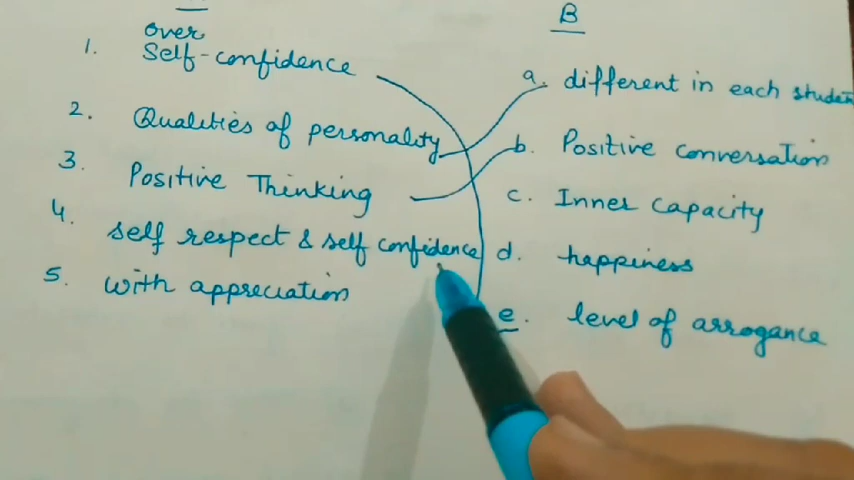 B
over
1. Self-confidence
a. different in each student
2. Qualities of personality
b. Positive conversation
3. Positive Thinking
c. Inner capacity
4. self respect & self confidence
d. happiness
5. with appreciation
e. level of arrogance